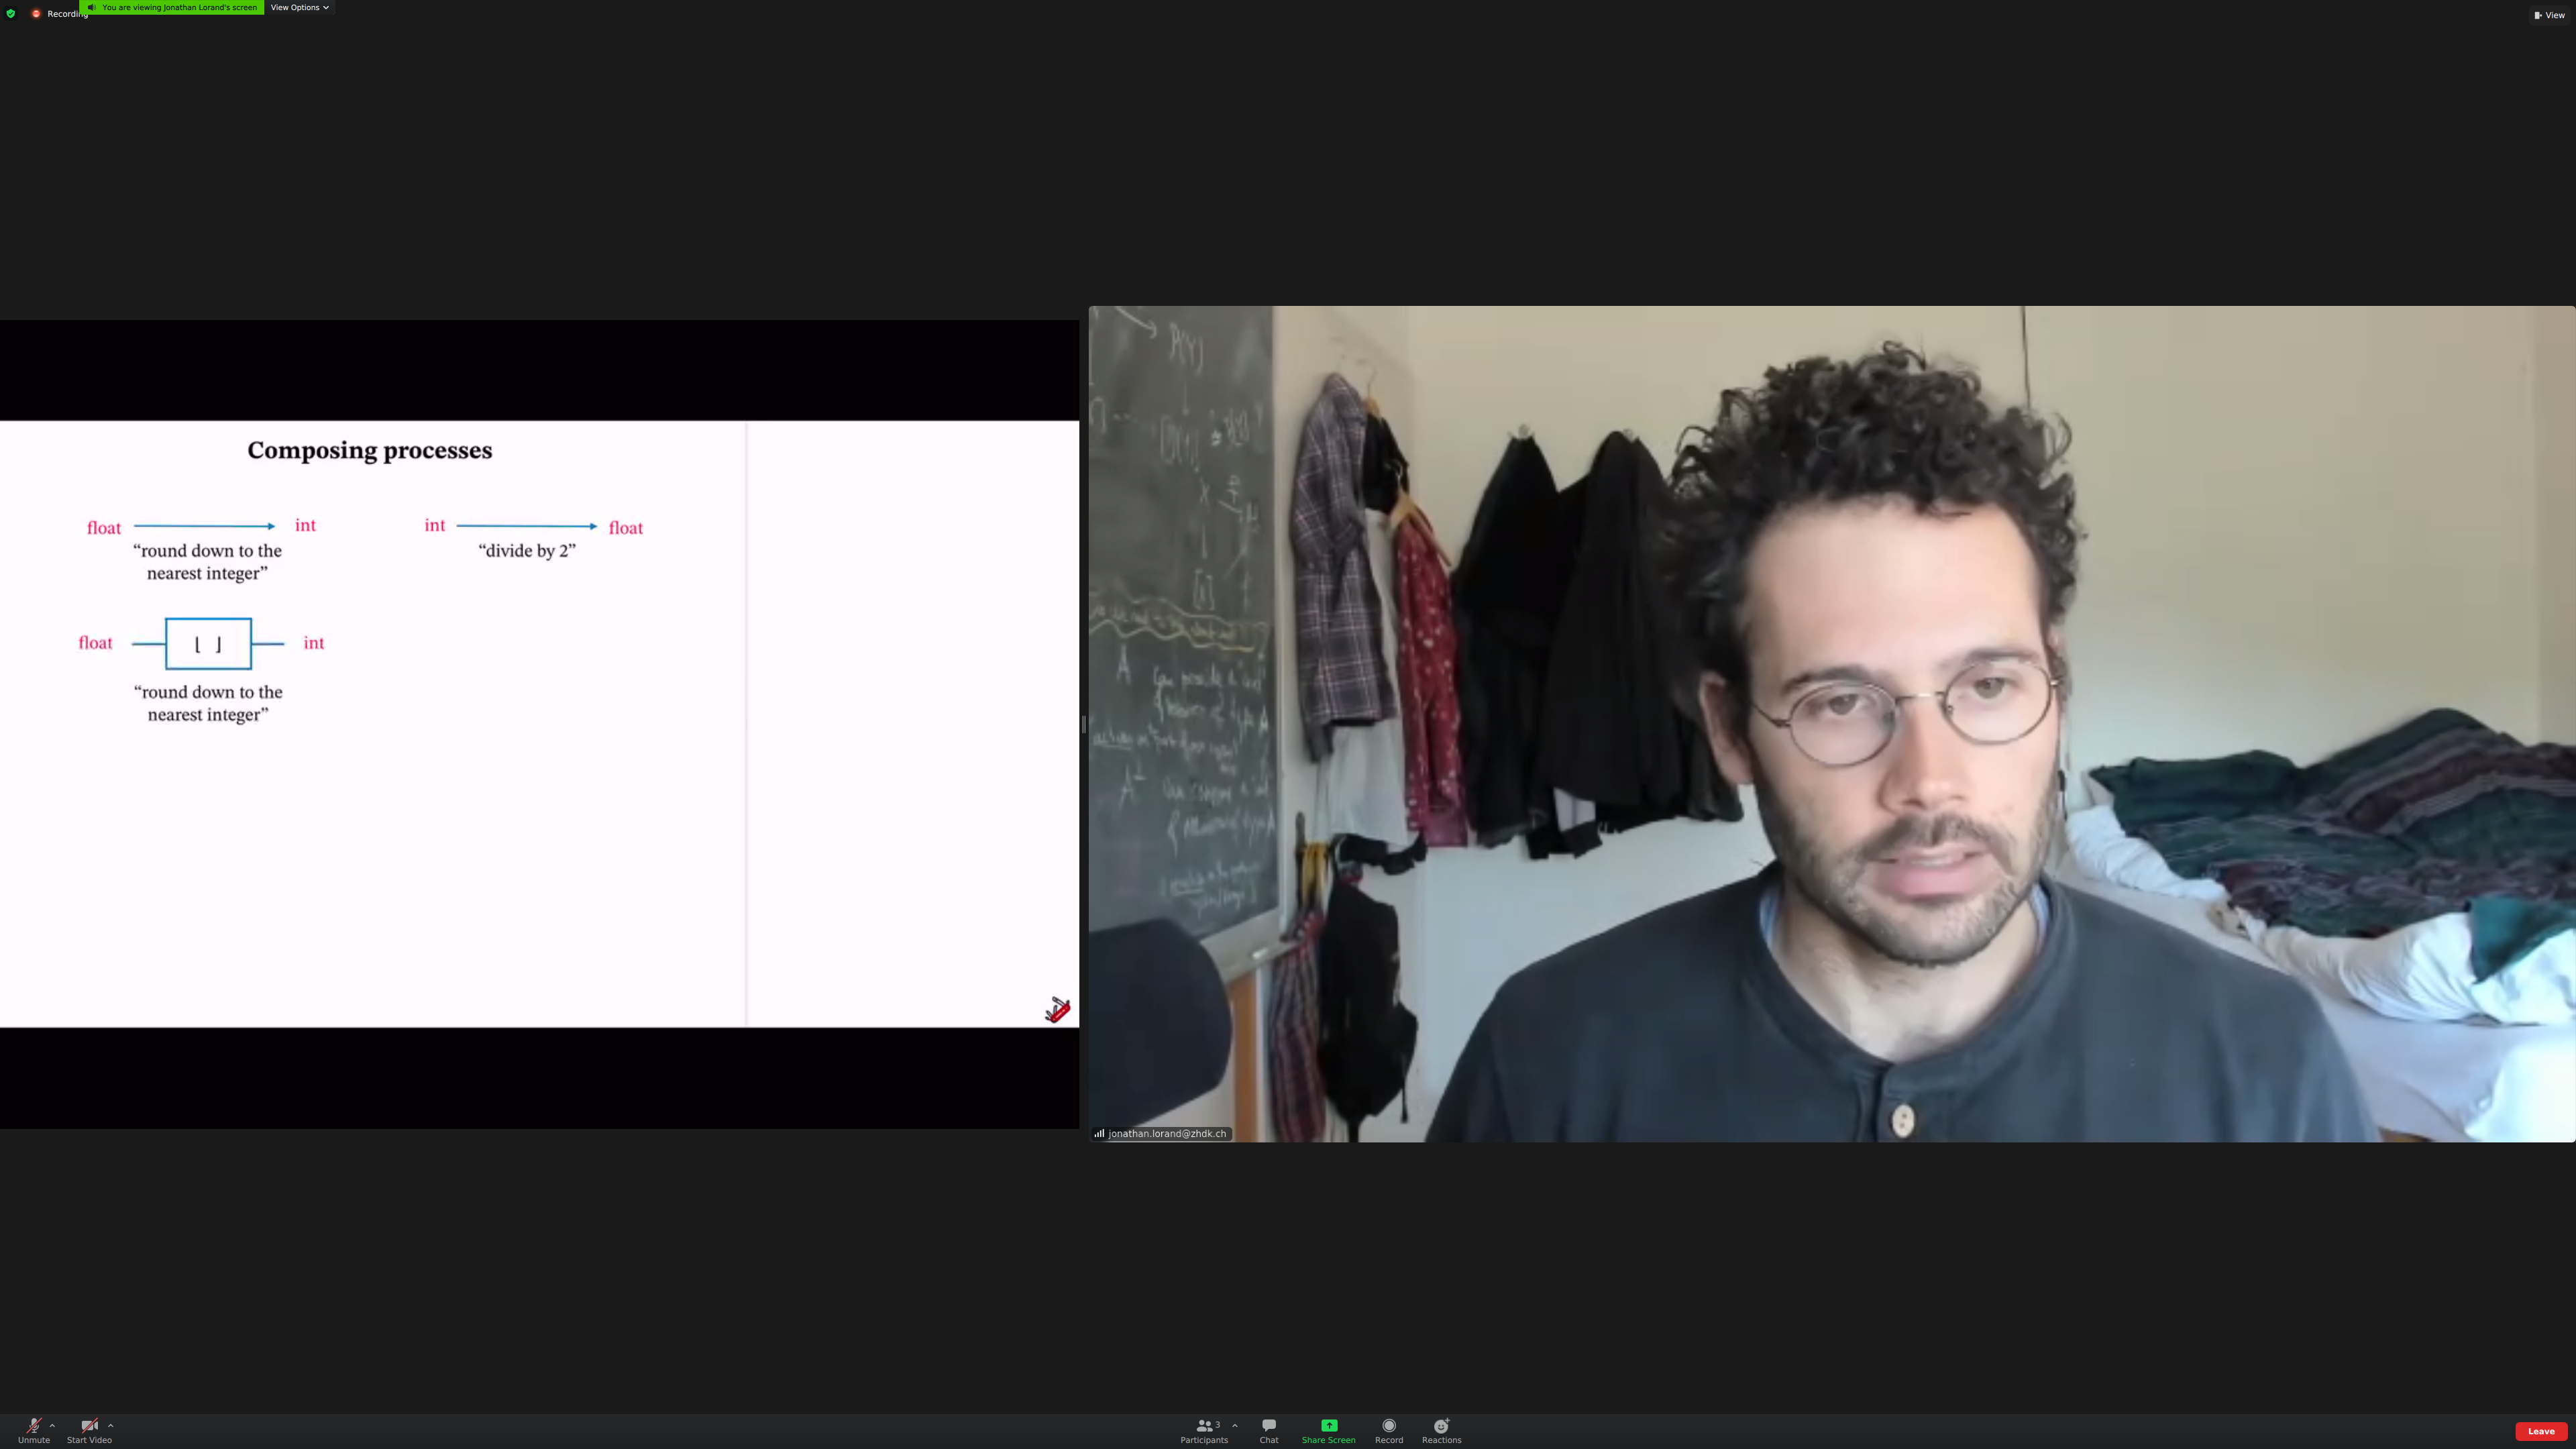 Recording
You are viewing Jonathan Lorand's screen
View Options
View
Composing processes
float
int
int
float
“round down to the
nearest integer”
“divide by 2”
float
⌊ ⌋
int
“round down to the
nearest integer”
jonathan.lorand@zhdk.ch
Unmute
Start Video
3
Participants
Chat
Share Screen
Record
Reactions
Leave